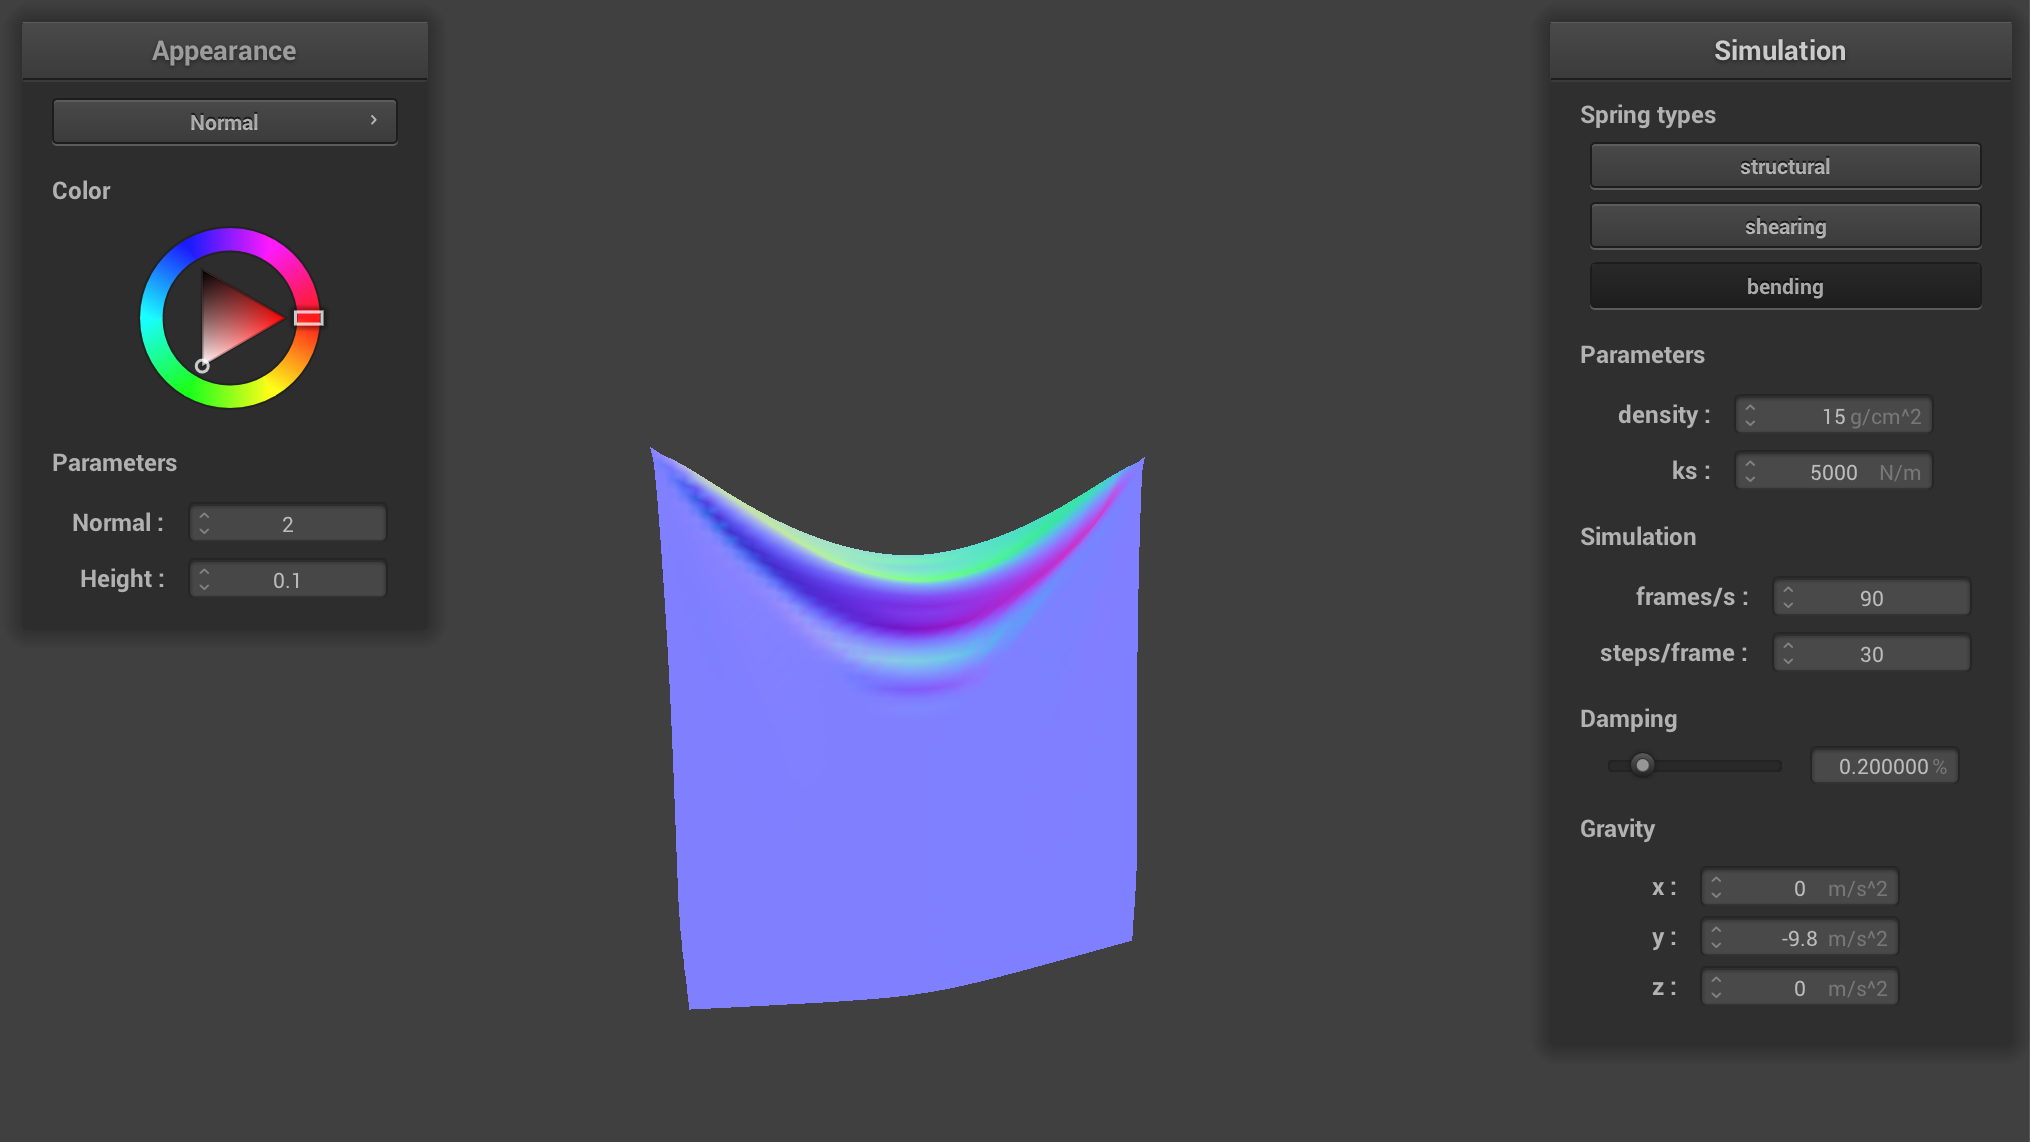 Appearance
Normal
Color
Parameters
Normal : 2
Height : 0.1
Simulation
Spring types
structural
shearing
bending
Parameters
density : 15 g/cm^2
ks : 5000 N/m
Simulation
frames/s : 90
steps/frame : 30
Damping
0.200000 %
Gravity
x : 0 m/s^2
y : -9.8 m/s^2
z : 0 m/s^2